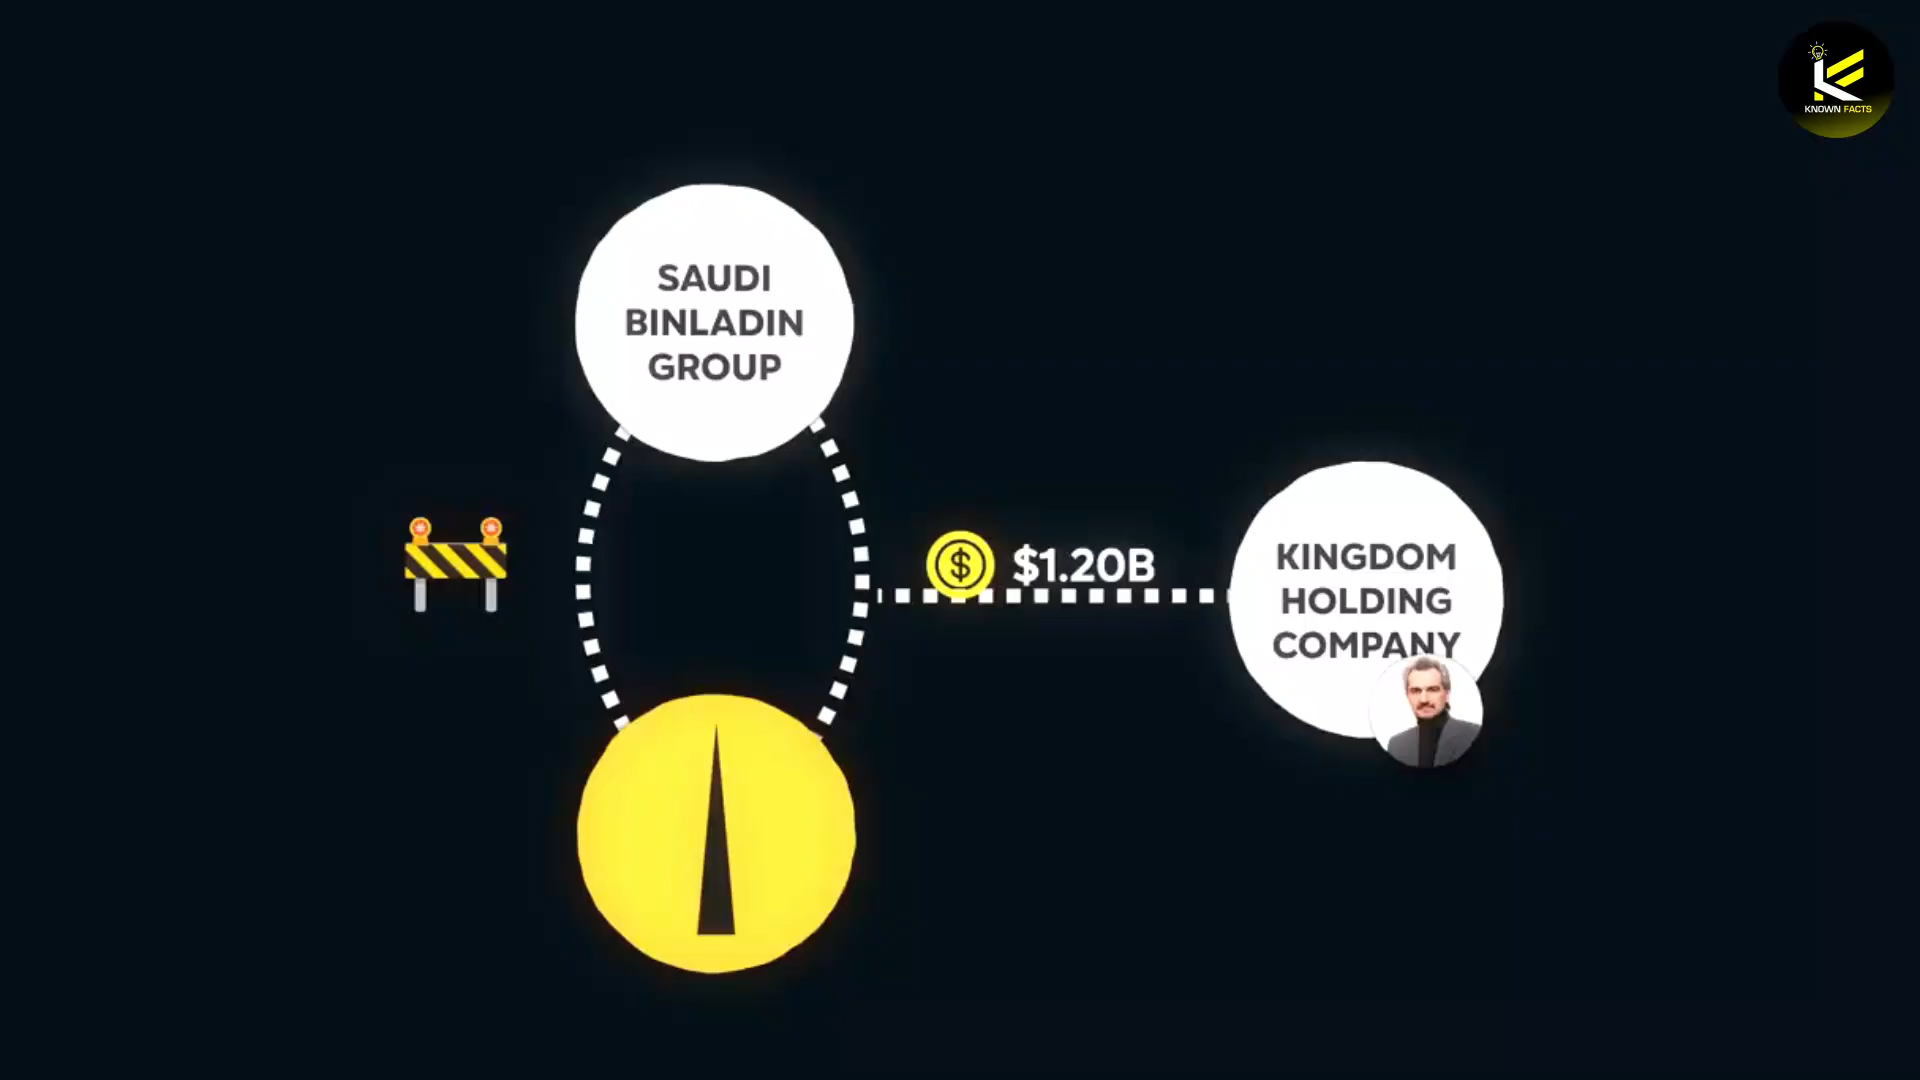 KNOWN FACTS
SAUDI
BINLADIN
GROUP
$1.20B
KINGDOM
HOLDING
COMPANY